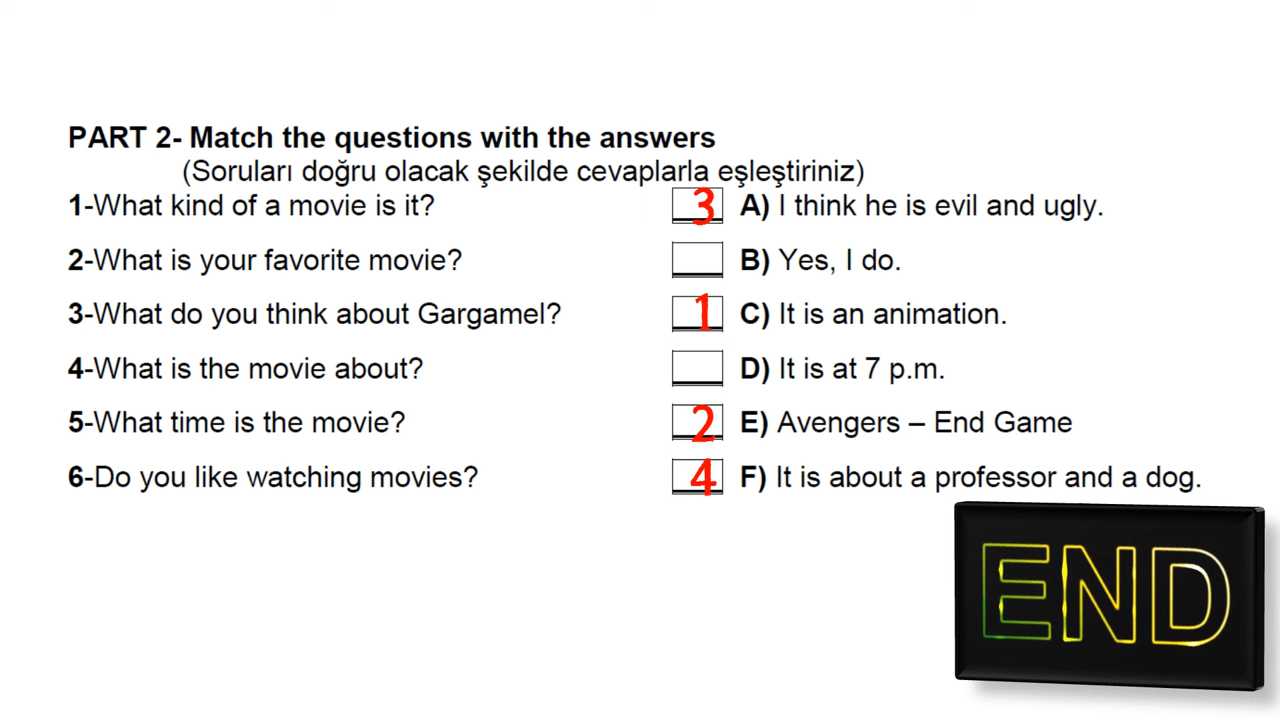 PART 2- Match the questions with the answers
(Soruları doğru olacak şekilde cevaplarla eşleştiriniz)
1-What kind of a movie is it? 3 A) I think he is evil and ugly.
2-What is your favorite movie? B) Yes, I do.
3-What do you think about Gargamel? 1 C) It is an animation.
4-What is the movie about? D) It is at 7 p.m.
5-What time is the movie? 2 E) Avengers – End Game
6-Do you like watching movies? 4 F) It is about a professor and a dog.
END